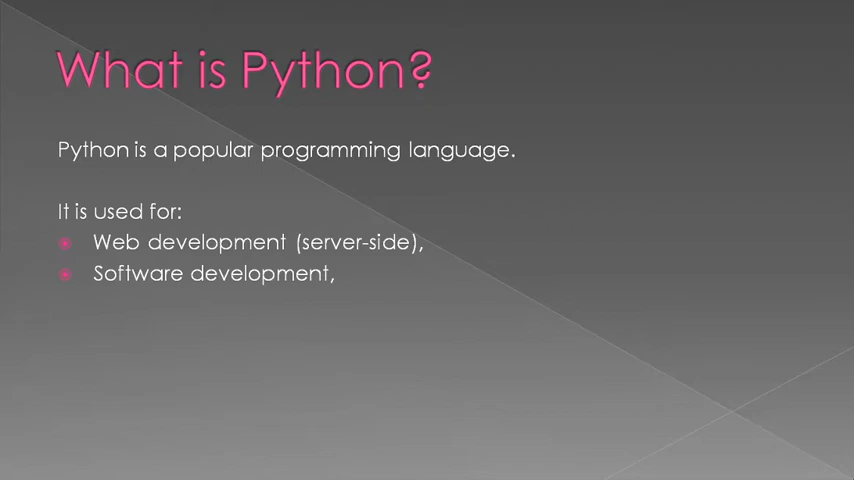 What is Python?
Python is a popular programming language.
It is used for:
Web development (server-side),
Software development,